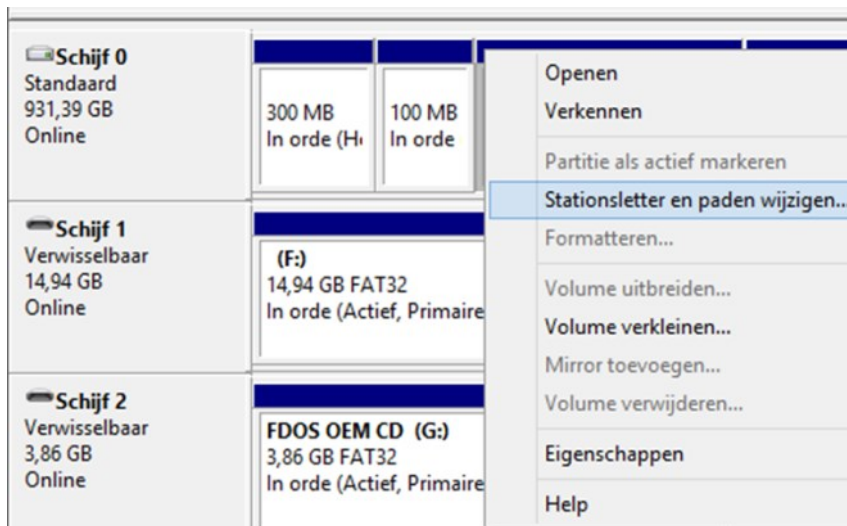 Schijf 0
Standaard
931,39 GB
Online
300 MB
In orde (H
100 MB
In orde
Schijf 1
Verwisselbaar
14,94 GB
Online
(F:)
14,94 GB FAT32
In orde (Actief, Primaire
Schijf 2
Verwisselbaar
3,86 GB
Online
FDOS OEM CD (G:)
3,86 GB FAT32
In orde (Actief, Primaire
Openen
Verkennen
Partitie als actief markeren
Stationsletter en paden wijzigen...
Formatteren...
Volume uitbreiden...
Volume verkleinen...
Mirror toevoegen...
Volume verwijderen...
Eigenschappen
Help